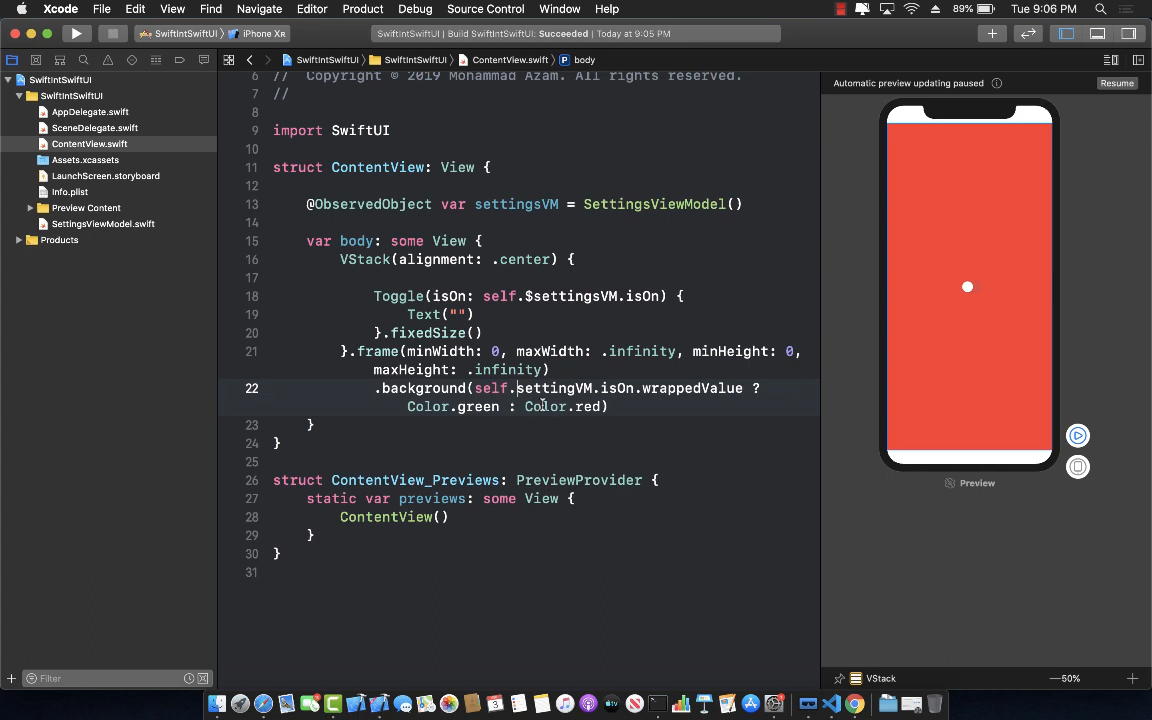 Xcode File Edit View Find Navigate Editor Product Debug Source Control Window Help 89% Tue 9:06 PM
SwiftIntSwiftUI iPhone Xʀ SwiftIntSwiftUI | Build SwiftIntSwiftUI: Succeeded | Today at 9:05 PM
SwiftIntSwiftUI
SwiftIntSwiftUI
AppDelegate.swift
SceneDelegate.swift
ContentView.swift
Assets.xcassets
LaunchScreen.storyboard
Info.plist
Preview Content
SettingsViewModel.swift
Products
Filter
SwiftIntSwiftUI SwiftIntSwiftUI ContentView.swift P body
6 // Copyright © 2019 Mohammad Azam. All rights reserved.
7 //
8
9 import SwiftUI
10
11 struct ContentView: View {
12
13 @ObservedObject var settingsVM = SettingsViewModel()
14
15 var body: some View {
16 VStack(alignment: .center) {
17
18 Toggle(isOn: self.$settingsVM.isOn) {
19 Text("")
20 }.fixedSize()
21 }.frame(minWidth: 0, maxWidth: .infinity, minHeight: 0,
maxHeight: .infinity)
22 .background(self.settingVM.isOn.wrappedValue ?
Color.green : Color.red)
23 }
24 }
25
26 struct ContentView_Previews: PreviewProvider {
27 static var previews: some View {
28 ContentView()
29 }
30 }
31
Automatic preview updating paused Resume
Preview
VStack 50%
3